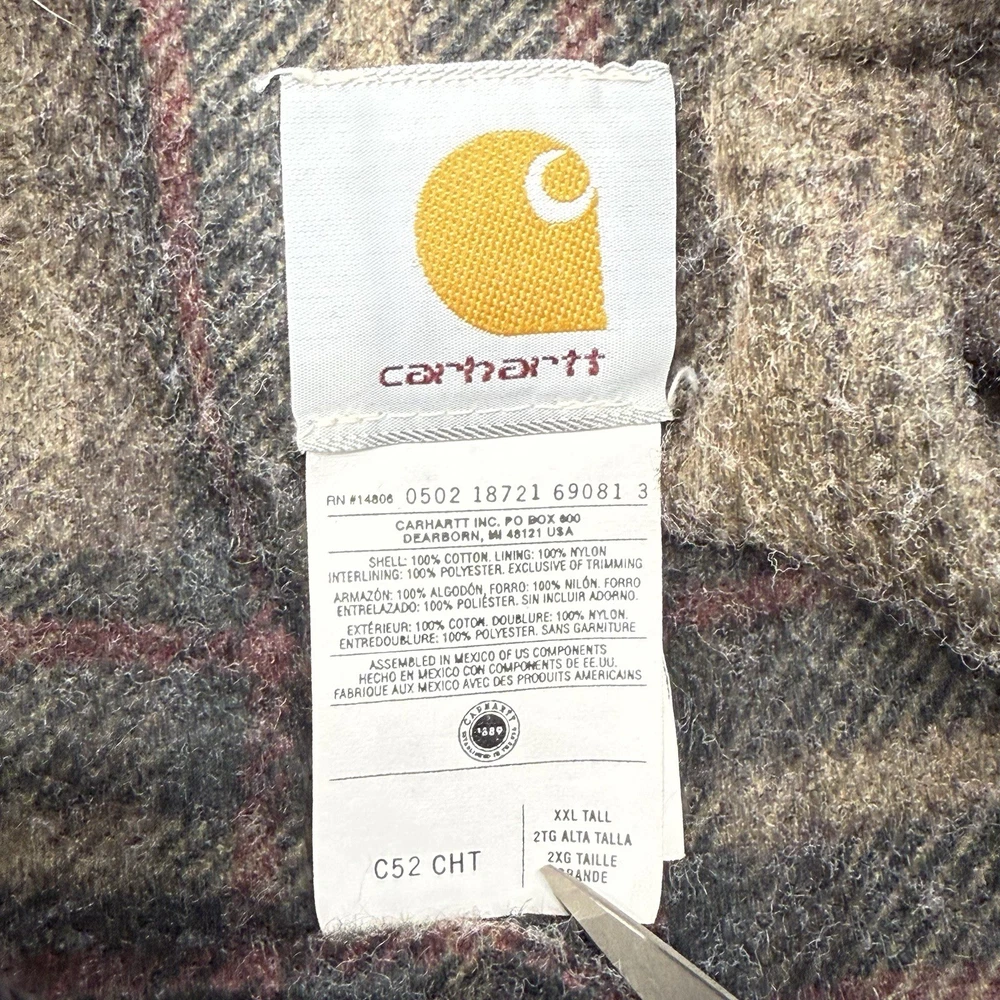 carhartt
RN #14806 0502 18721 69081 3
CARHARTT INC. PO BOX 600
DEARBORN, MI 48121 USA
SHELL: 100% COTTON. LINING: 100% NYLON
INTERLINING: 100% POLYESTER. EXCLUSIVE OF TRIMMING
ARMAZÓN: 100% ALGODÓN, FORRO: 100% NILÓN. FORRO
ENTRELAZADO: 100% POLIÉSTER. SIN INCLUIR ADORNO.
EXTÉRIEUR: 100% COTON. DOUBLURE: 100% NYLON.
ENTREDOUBLURE: 100% POLYESTER. SANS GARNITURE
ASSEMBLED IN MEXICO OF US COMPONENTS
HECHO EN MEXICO CON COMPONENTS DE EE.UU.
FABRIQUE AUX MEXICO AVEC DES PRODUITS AMERICAINS
CARHARTT
1889
C52 CHT
XXL TALL
2TG ALTA TALLA
2XG TAILLE